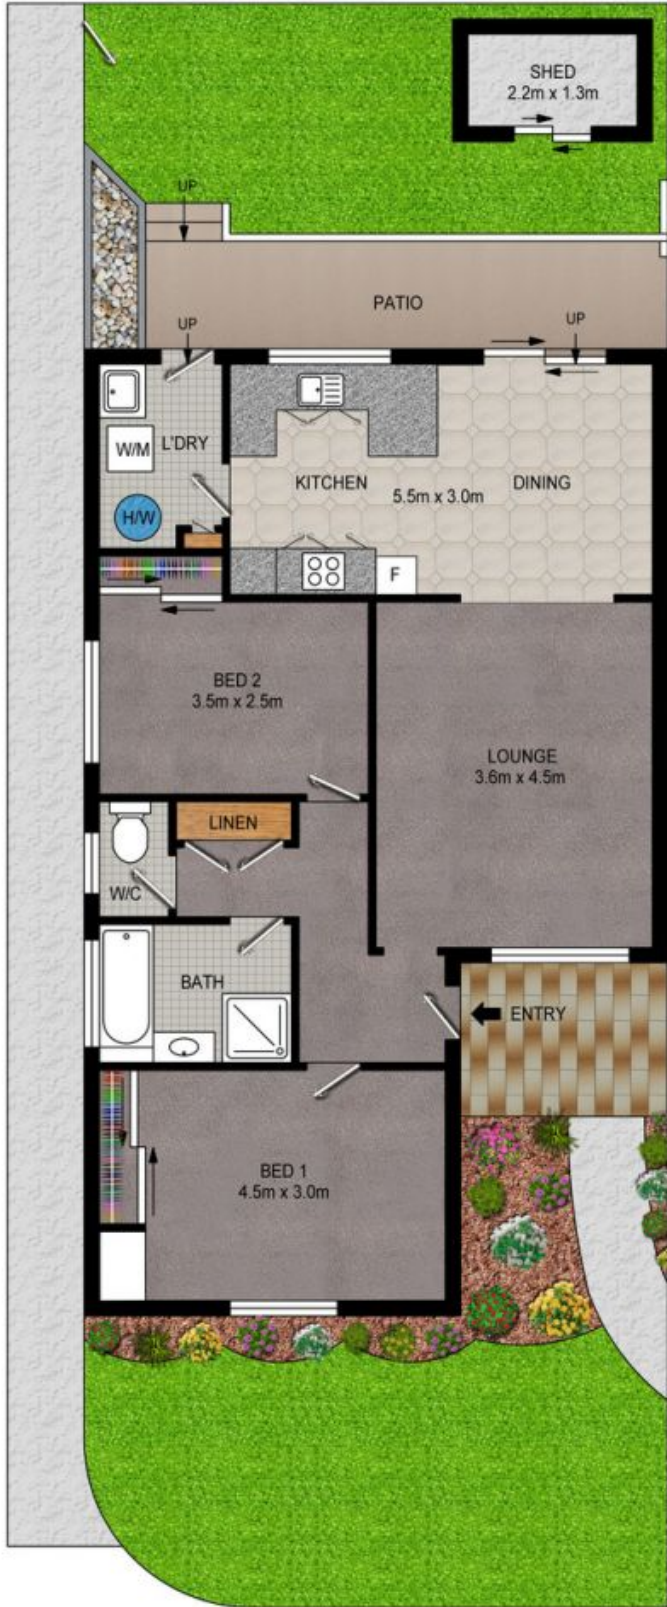 SHED
2.2m x 1.3m
UP
PATIO
UP
UP
W/M
L'DRY
H/W
KITCHEN
5.5m x 3.0m
DINING
F
BED 2
3.5m x 2.5m
LOUNGE
3.6m x 4.5m
LINEN
W/C
BATH
ENTRY
BED 1
4.5m x 3.0m